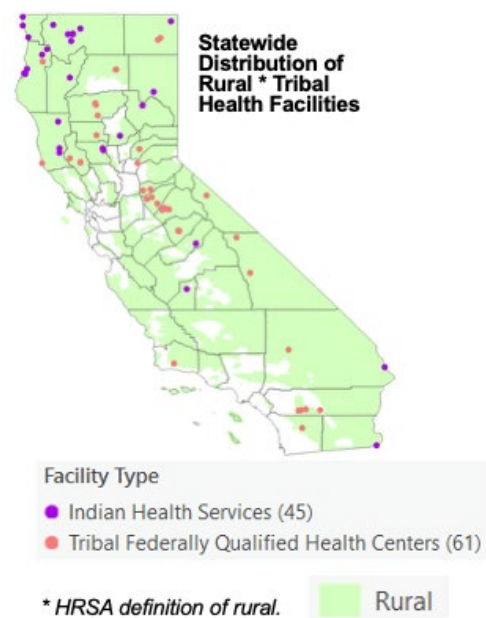 Statewide
Distribution of
Rural * Tribal
Health Facilities
Facility Type
Indian Health Services (45)
Tribal Federally Qualified Health Centers (61)
* HRSA definition of rural.
Rural